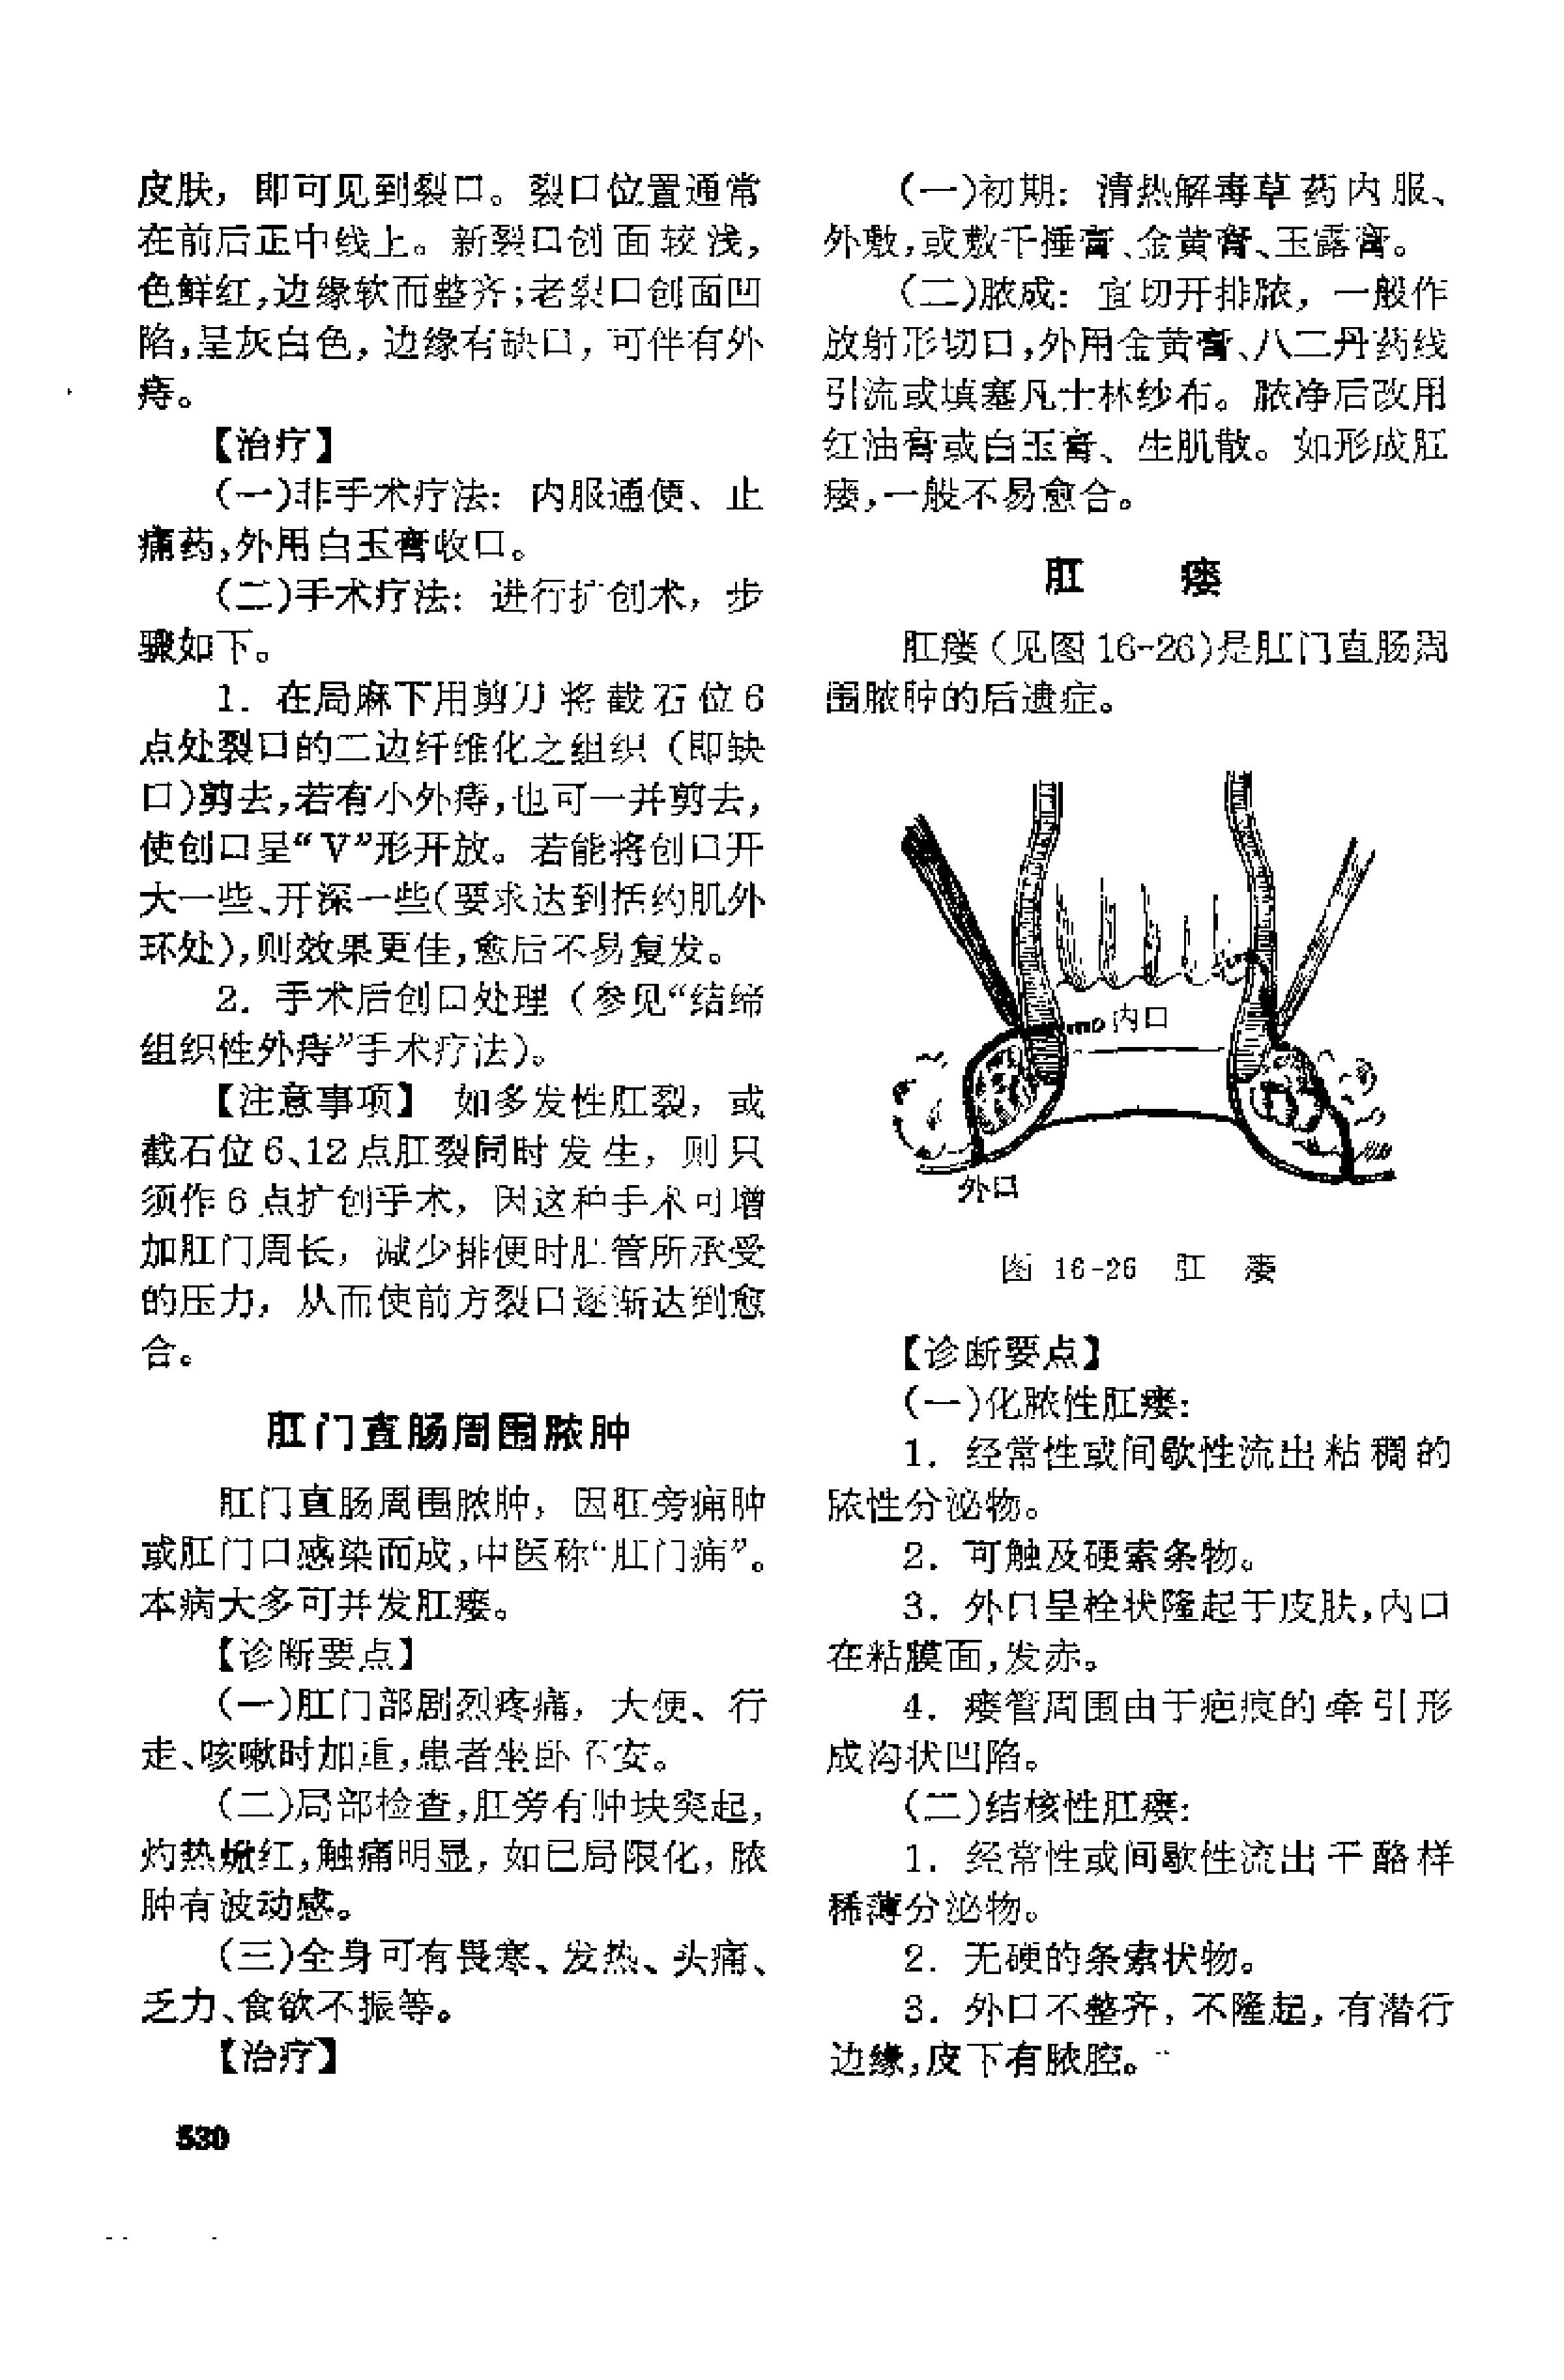 皮肤，即可见到裂口。裂口位置通常
在前后正中线上。新裂口创面较浅，
色鲜红，边缘软而整齐；老裂口创面凹
陷，呈灰白色，边缘有缺口，可伴有外
痔。
【治疗】
（一）非手术疗法：内服通便、止
痛药，外用白玉膏收口。
（二）手术疗法：进行扩创术，步
骤如下。
1. 在局麻下用剪刀将截石位6
点处裂口的二边纤维化之组织（即缺
口）剪去，若有小外痔，也可一并剪去，
使创口呈“V”形开放。若能将创口开
大一些、开深一些（要求达到括约肌外
环处），则效果更佳，愈后不易复发。
2. 手术后创口处理（参见“结缔
组织性外痔”手术疗法）。
【注意事项】 如多发性肛裂，或
截石位6、12点肛裂同时发生，则只
须作6点扩创手术，因这种手术可增
加肛门周长，减少排便时肛管所承受
的压力，从而使前方裂口逐渐达到愈
合。
肛门直肠周围脓肿
肛门直肠周围脓肿，因肛旁痈肿
或肛门口感染而成，中医称“肛门痈”。
本病大多可并发肛瘘。
【诊断要点】
（一）肛门部剧烈疼痛，大便、行
走、咳嗽时加重，患者坐卧不安。
（二）局部检查，肛旁有肿块突起，
灼热焮红，触痛明显，如已局限化，脓
肿有波动感。
（三）全身可有畏寒、发热、头痛、
乏力、食欲不振等。
【治疗】
530
（一）初期：清热解毒草药内服、
外敷，或敷千捶膏、金黄膏、玉露膏。
（二）脓成：宜切开排脓，一般作
放射形切口，外用金黄膏、八二丹药线
引流或填塞凡士林纱布。脓净后改用
红油膏或白玉膏、生肌散。如形成肛
瘘，一般不易愈合。
肛 瘘
肛瘘（见图16-26）是肛门直肠周
围脓肿的后遗症。
内口
外口
图 16-26 肛 瘘
【诊断要点】
（一）化脓性肛瘘：
1. 经常性或间歇性流出粘稠的
脓性分泌物。
2. 可触及硬索条物。
3. 外口呈栓状隆起于皮肤，内口
在粘膜面，发赤。
4. 瘘管周围由于疤痕的牵引形
成沟状凹陷。
（二）结核性肛瘘：
1. 经常性或间歇性流出干酪样
稀薄分泌物。
2. 无硬的条索状物。
3. 外口不整齐，不隆起，有潜行
边缘，皮下有脓腔。